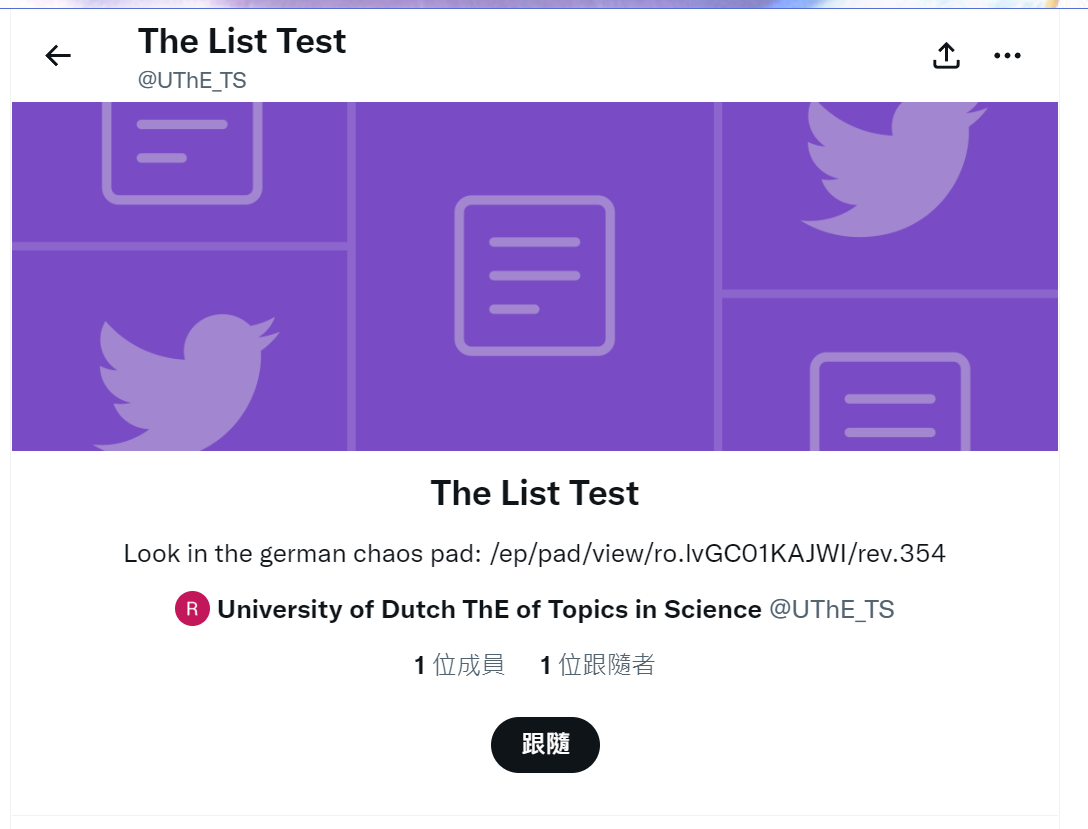 The List Test
@UThE_TS
The List Test
Look in the german chaos pad: /ep/pad/view/ro.lvGC01KAJWI/rev.354
R University of Dutch ThE of Topics in Science @UThE_TS
1 位成員 1 位跟隨者
跟隨